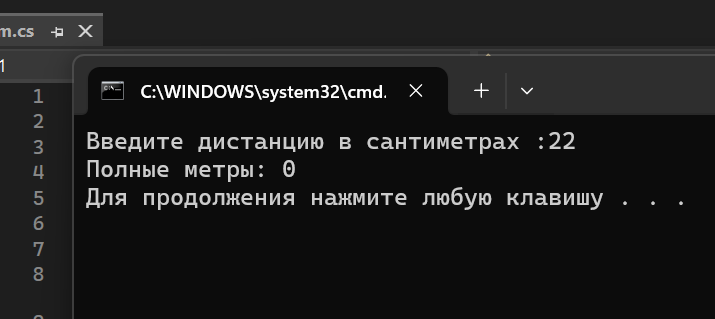 m.cs
1
C:\WINDOWS\system32\cmd.
1
2
3
4
5
6
7
8
Введите дистанцию в сантиметрах :22
Полные метры: 0
Для продолжения нажмите любую клавишу . . .